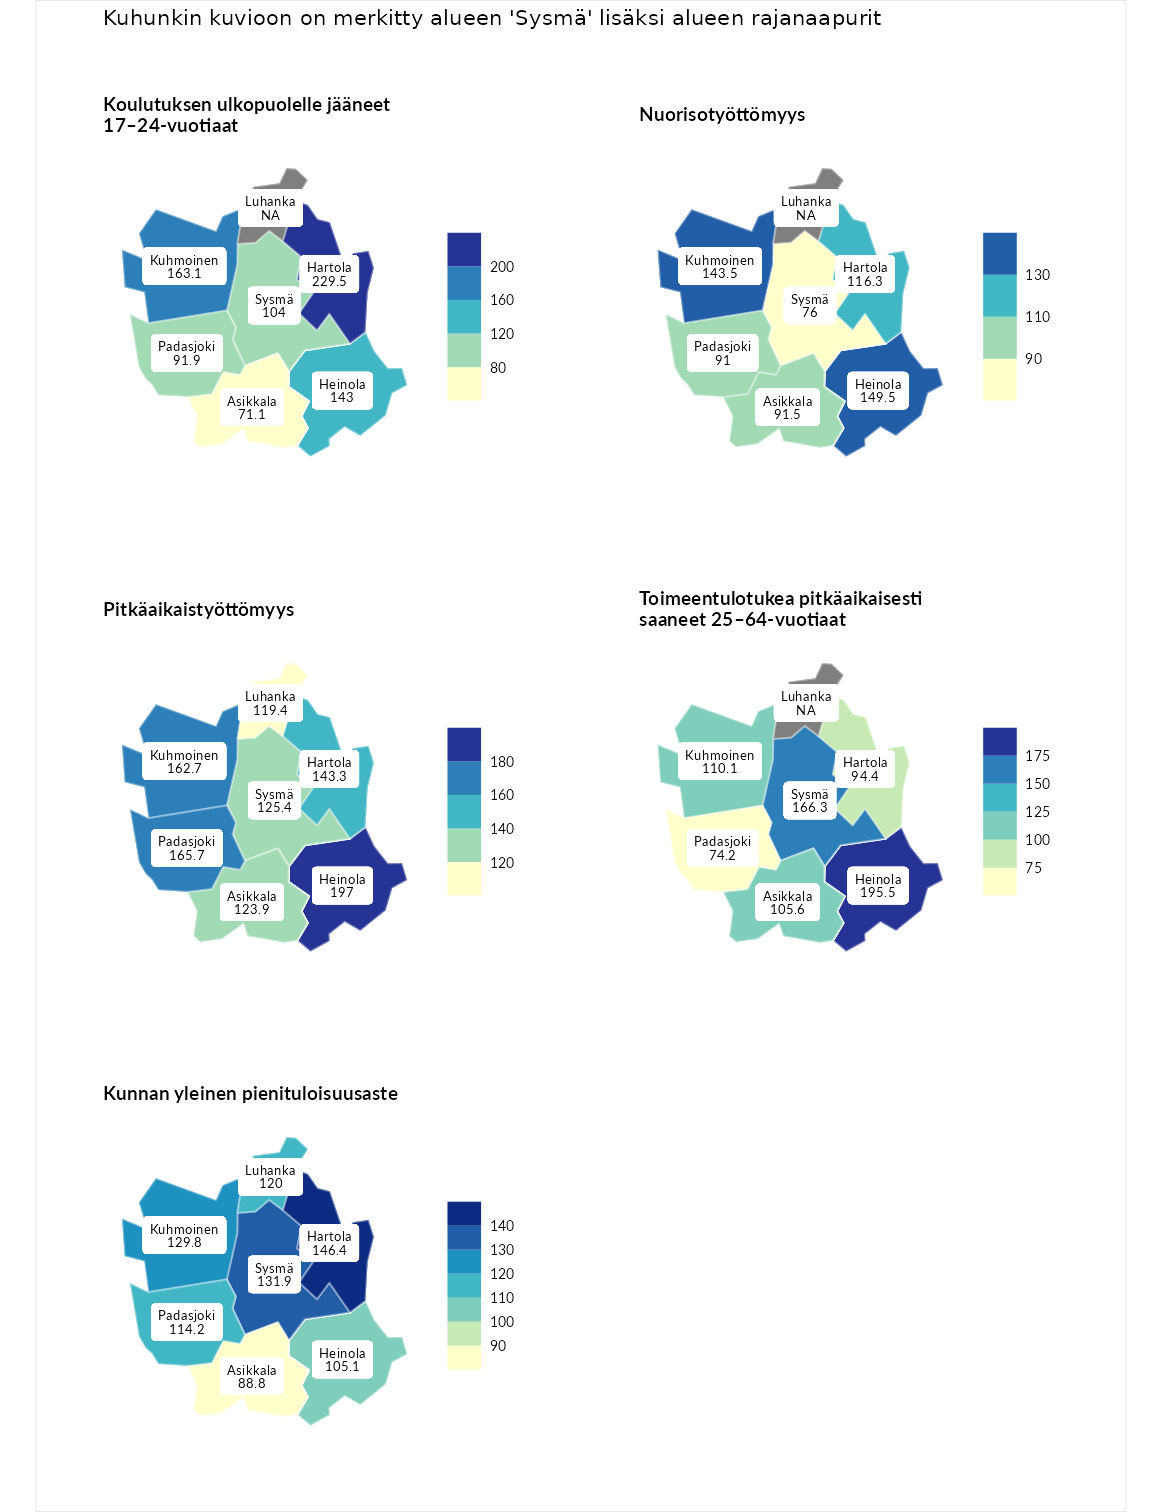 Kuhunkin kuvioon on merkitty alueen 'Sysmä' lisäksi alueen rajanaapurit
Koulutuksen ulkopuolelle jääneet
17–24-vuotiaat
Luhanka
NA
Kuhmoinen
163.1
Hartola
229.5
Sysmä
104
Padasjoki
91.9
Heinola
143
Asikkala
71.1
200
160
120
80
Nuorisotyöttömyys
Luhanka
NA
Kuhmoinen
143.5
Hartola
116.3
Sysmä
76
Padasjoki
91
Heinola
149.5
Asikkala
91.5
130
110
90
Pitkäaikaistyöttömyys
Luhanka
119.4
Kuhmoinen
162.7
Hartola
143.3
Sysmä
125.4
Padasjoki
165.7
Heinola
197
Asikkala
123.9
180
160
140
120
Toimeentulotukea pitkäaikaisesti
saaneet 25–64-vuotiaat
Luhanka
NA
Kuhmoinen
110.1
Hartola
94.4
Sysmä
166.3
Padasjoki
74.2
Heinola
195.5
Asikkala
105.6
175
150
125
100
75
Kunnan yleinen pienituloisuusaste
Luhanka
120
Kuhmoinen
129.8
Hartola
146.4
Sysmä
131.9
Padasjoki
114.2
Heinola
105.1
Asikkala
88.8
140
130
120
110
100
90